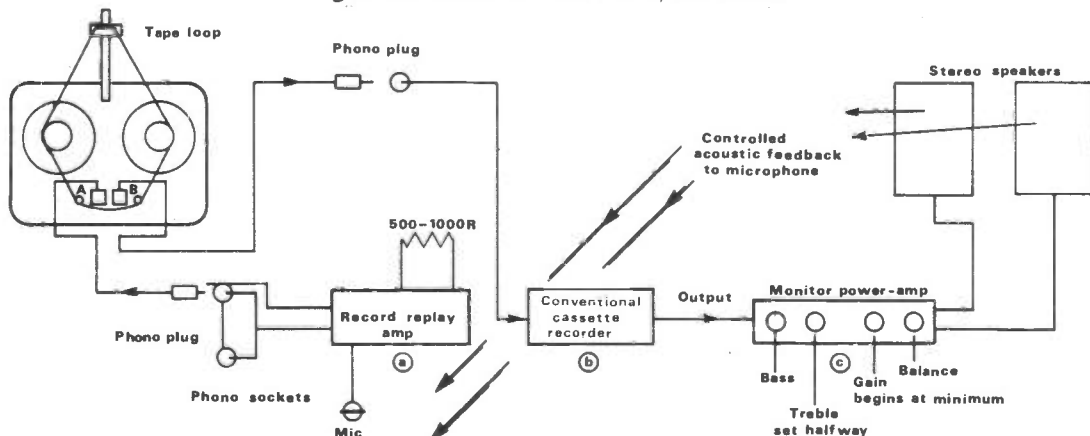 Tape loop
Phono plug
Stereo speakers
Controlled
acoustic feedback
to microphone
A
B
500-1000R
Phono plug
Record replay
amp
Conventional
cassette
recorder
Output
Monitor power-amp
Phono sockets
a
b
c
Bass
Treble
set halfway
Gain
begins at minimum
Balance
Mic